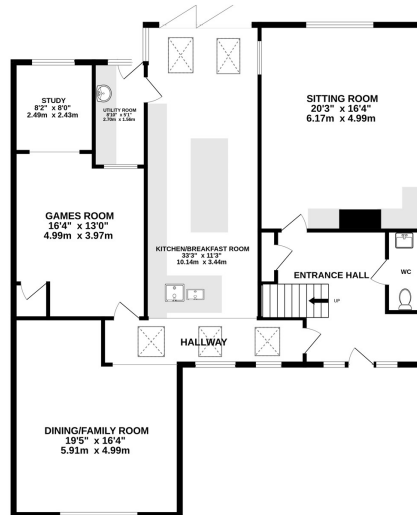 STUDY
8'2" x 8'0"
2.49m x 2.43m
UTILITY ROOM
8'10" x 5'1"
2.70m x 1.56m
SITTING ROOM
20'3" x 16'4"
6.17m x 4.99m
GAMES ROOM
16'4" x 13'0"
4.99m x 3.97m
KITCHEN/BREAKFAST ROOM
33'3" x 11'3"
10.14m x 3.44m
ENTRANCE HALL
WC
UP
HALLWAY
DINING/FAMILY ROOM
19'5" x 16'4"
5.91m x 4.99m